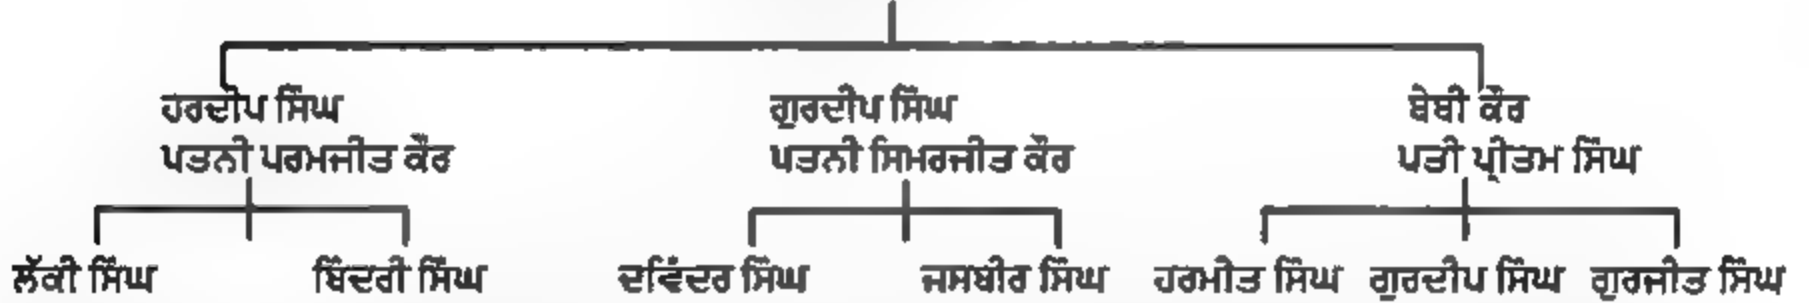 ਹਰਦੀਪ ਸਿੰਘ ਗੁਰਦੀਪ ਸਿੰਘ ਬੇਬੀ ਕੌਰ
ਪਤਨੀ ਪਰਮਜੀਤ ਕੌਰ ਪਤਨੀ ਸਿਮਰਜੀਤ ਕੌਰ ਪਤੀ ਪ੍ਰੀਤਮ ਸਿੰਘ
ਲੱਕੀ ਸਿੰਘ ਬਿੰਦਰੀ ਸਿੰਘ ਦਵਿੰਦਰ ਸਿੰਘ ਜਸਬੀਰ ਸਿੰਘ ਹਰਮੀਤ ਸਿੰਘ ਗੁਰਦੀਪ ਸਿੰਘ ਗੁਰਜੀਤ ਸਿੰਘ